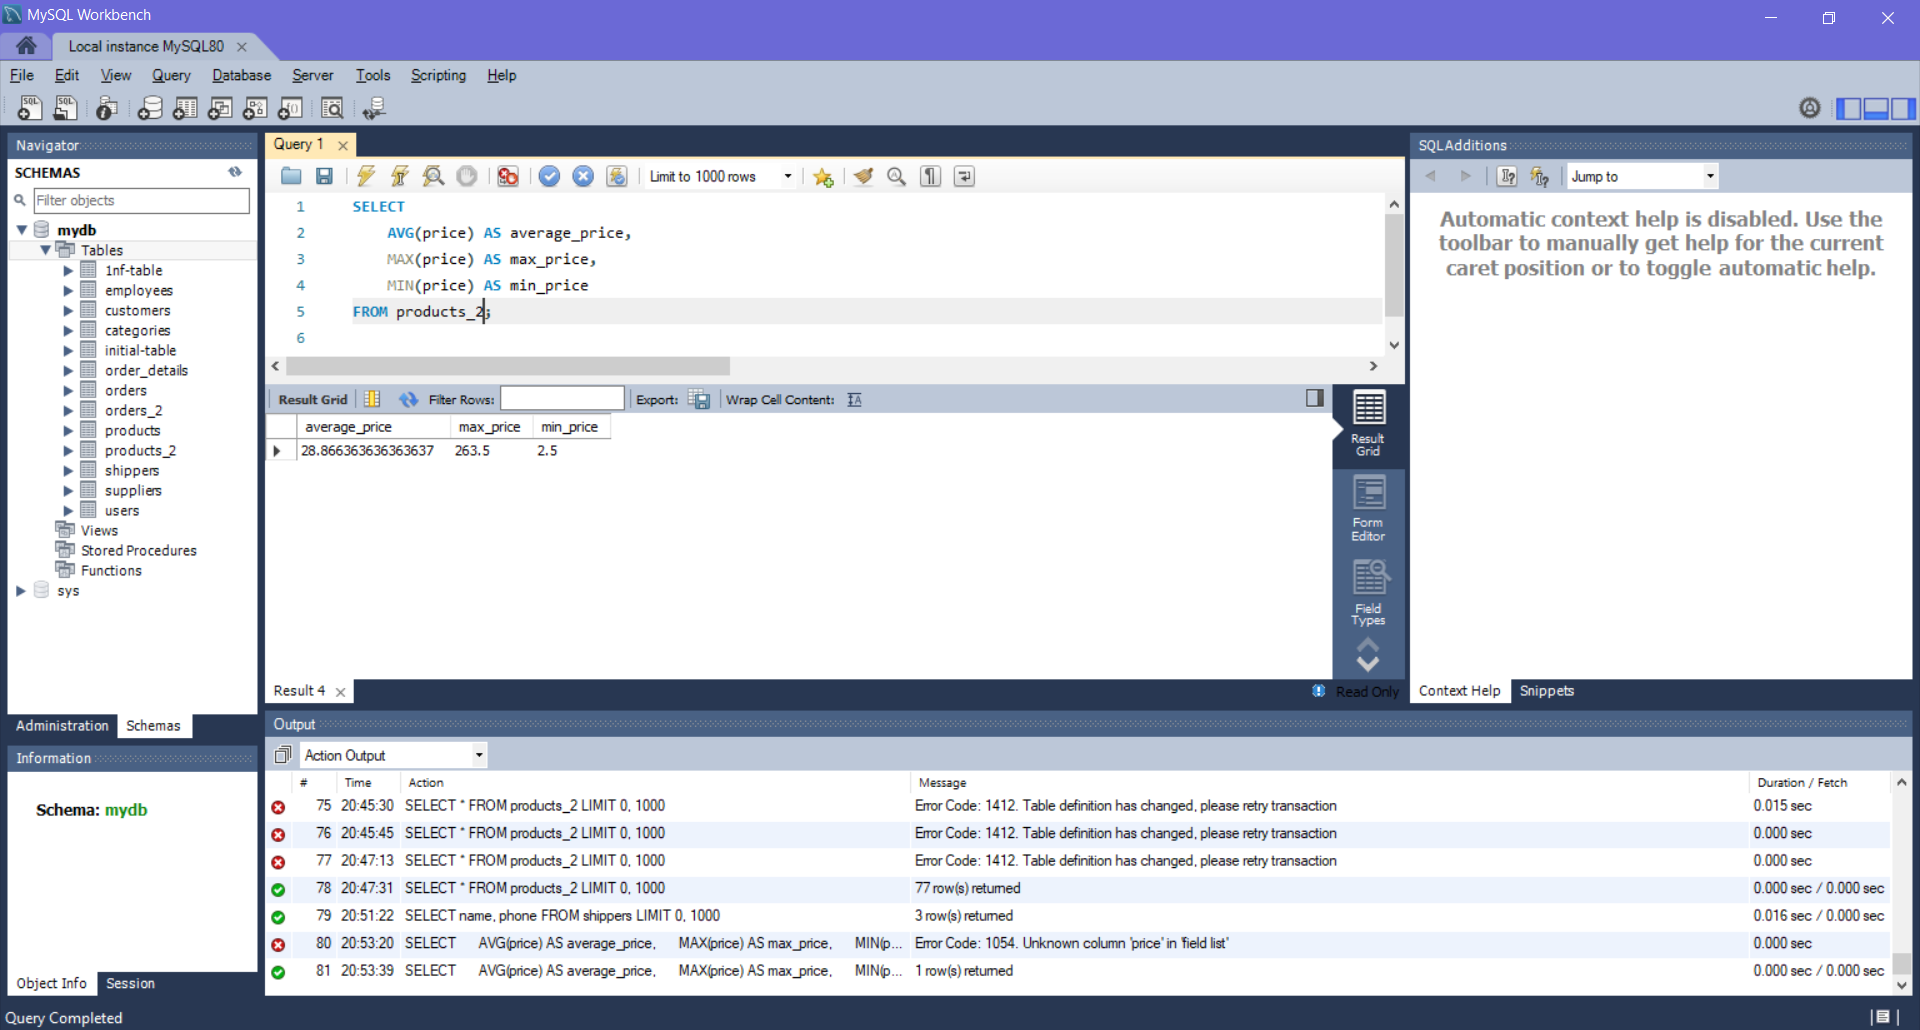 MySQL Workbench
Local instance MySQL80
File Edit View Query Database Server Tools Scripting Help
Navigator
SCHEMAS
Filter objects
mydb
Tables
1nf-table
employees
customers
categories
initial-table
order_details
orders
orders_2
products
products_2
shippers
suppliers
users
Views
Stored Procedures
Functions
sys
Administration Schemas
Information
Schema: mydb
Object Info Session
Query Completed
Query 1
Limit to 1000 rows
1 SELECT
2 AVG(price) AS average_price,
3 MAX(price) AS max_price,
4 MIN(price) AS min_price
5 FROM products_2;
6
Result Grid Filter Rows: Export: Wrap Cell Content:
average_price max_price min_price
28.866363636363637 263.5 2.5
Result Grid
Form Editor
Field Types
Result 4
Read Only
SQLAdditions
Jump to
Automatic context help is disabled. Use the
toolbar to manually get help for the current
caret position or to toggle automatic help.
Context Help Snippets
Output
Action Output
# Time Action Message Duration / Fetch
75 20:45:30 SELECT * FROM products_2 LIMIT 0, 1000 Error Code: 1412. Table definition has changed, please retry transaction 0.015 sec
76 20:45:45 SELECT * FROM products_2 LIMIT 0, 1000 Error Code: 1412. Table definition has changed, please retry transaction 0.000 sec
77 20:47:13 SELECT * FROM products_2 LIMIT 0, 1000 Error Code: 1412. Table definition has changed, please retry transaction 0.000 sec
78 20:47:31 SELECT * FROM products_2 LIMIT 0, 1000 77 row(s) returned 0.000 sec / 0.000 sec
79 20:51:22 SELECT name, phone FROM shippers LIMIT 0, 1000 3 row(s) returned 0.016 sec / 0.000 sec
80 20:53:20 SELECT AVG(price) AS average_price, MAX(price) AS max_price, MIN(p... Error Code: 1054. Unknown column 'price' in 'field list' 0.000 sec
81 20:53:39 SELECT AVG(price) AS average_price, MAX(price) AS max_price, MIN(p... 1 row(s) returned 0.000 sec / 0.000 sec